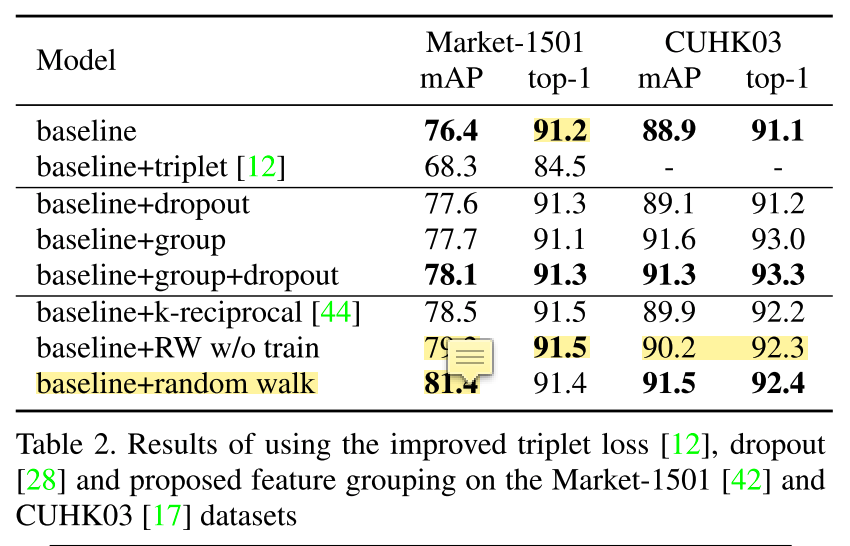 Model Market-1501 CUHK03
mAP top-1 mAP top-1
baseline 76.4 91.2 88.9 91.1
baseline+triplet [12] 68.3 84.5 - -
baseline+dropout 77.6 91.3 89.1 91.2
baseline+group 77.7 91.1 91.6 93.0
baseline+group+dropout 78.1 91.3 91.3 93.3
baseline+k-reciprocal [44] 78.5 91.5 89.9 92.2
baseline+RW w/o train 91.5 90.2 92.3
baseline+random walk 81.4 91.4 91.5 92.4
Table 2. Results of using the improved triplet loss [12], dropout
[28] and proposed feature grouping on the Market-1501 [42] and
CUHK03 [17] datasets